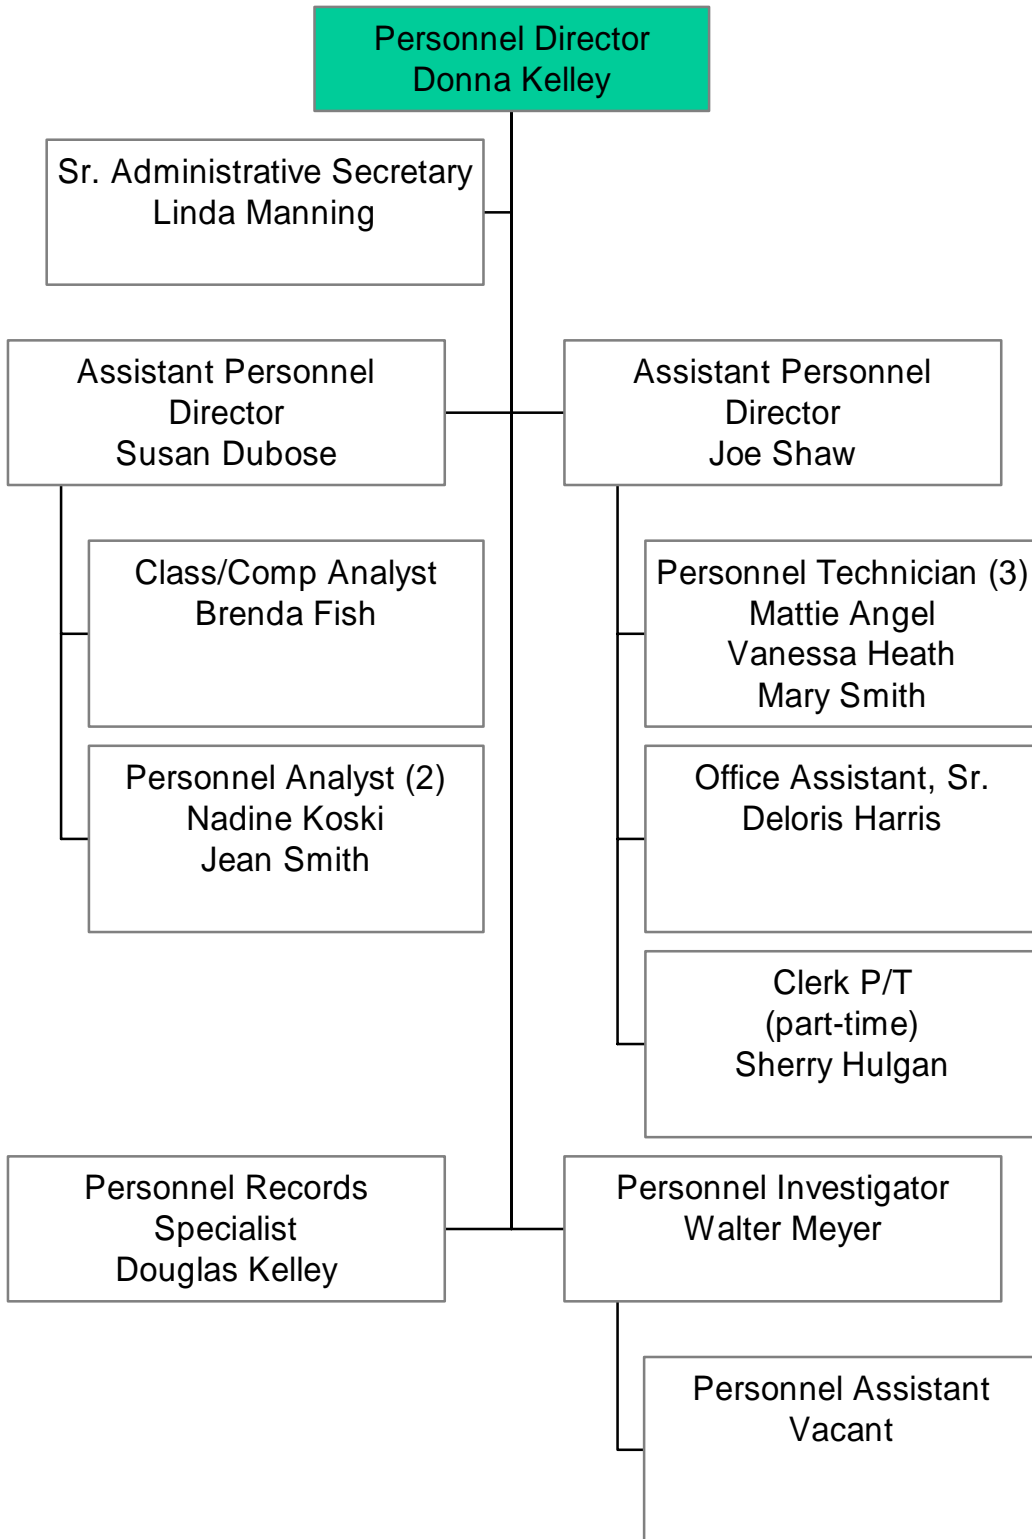 Personnel Director
Donna Kelley
Sr. Administrative Secretary
Linda Manning
Assistant Personnel
Director
Susan Dubose
Assistant Personnel
Director
Joe Shaw
Class/Comp Analyst
Brenda Fish
Personnel Technician (3)
Mattie Angel
Vanessa Heath
Mary Smith
Personnel Analyst (2)
Nadine Koski
Jean Smith
Office Assistant, Sr.
Deloris Harris
Clerk P/T
(part-time)
Sherry Hulgan
Personnel Records
Specialist
Douglas Kelley
Personnel Investigator
Walter Meyer
Personnel Assistant
Vacant